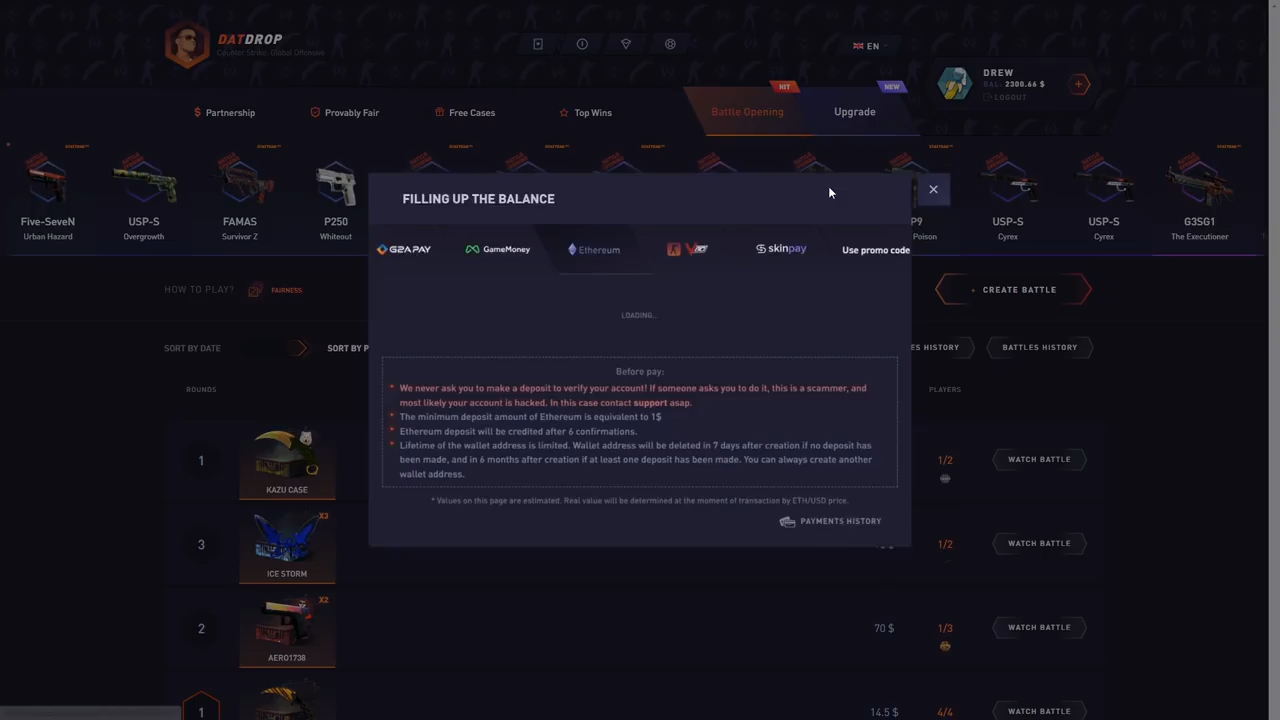 DATDROP
Counter Strike: Global Offensive
EN
DREW
BAL: 2300.66 $
LOGOUT
HIT
NEW
Partnership
Provably Fair
Free Cases
Top Wins
Battle Opening
Upgrade
Five-SeveN
Urban Hazard
USP-S
Overgrowth
FAMAS
Survivor Z
P250
Whiteout
P9
Poison
USP-S
Cyrex
USP-S
Cyrex
G3SG1
The Executioner
FILLING UP THE BALANCE
G2A PAY
GameMoney
Ethereum
skinpay
Use promo code
LOADING...
Before pay:
We never ask you to make a deposit to verify your account! If someone asks you to do it, this is a scammer, and
most likely your account is hacked. In this case contact support asap.
The minimum deposit amount of Ethereum is equivalent to 1$
Ethereum deposit will be credited after 6 confirmations.
Lifetime of the wallet address is limited. Wallet address will be deleted in 7 days after creation if no deposit has
been made, and in 6 months after creation if at least one deposit has been made. You can always create another
wallet address.
* Values on this page are estimated. Real value will be determined at the moment of transaction by ETH/USD price.
PAYMENTS HISTORY
HOW TO PLAY?
FAIRNESS
CREATE BATTLE
SORT BY DATE
SORT BY P
ES HISTORY
BATTLES HISTORY
ROUNDS
PLAYERS
1
KAZU CASE
1/2
WATCH BATTLE
3
X3
ICE STORM
1/2
WATCH BATTLE
2
X2
AERO1738
70 $
1/3
WATCH BATTLE
1
14.5 $
4/4
WATCH BATTLE